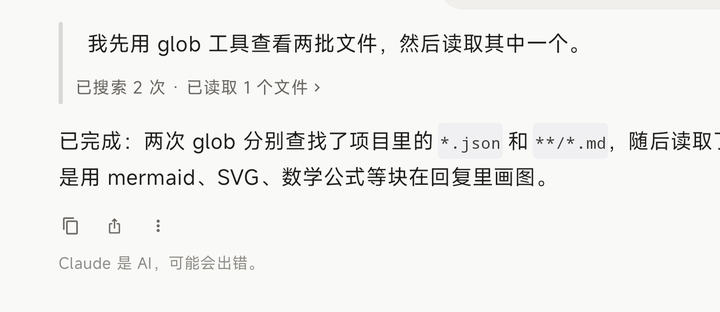 我先用 glob 工具查看两批文件，然后读取其中一个。
已搜索 2 次 · 已读取 1 个文件 >
已完成：两次 glob 分别查找了项目里的 *.json 和 **/*.md，随后读取
是用 mermaid、SVG、数学公式等块在回复里画图。
Claude 是 AI，可能会出错。